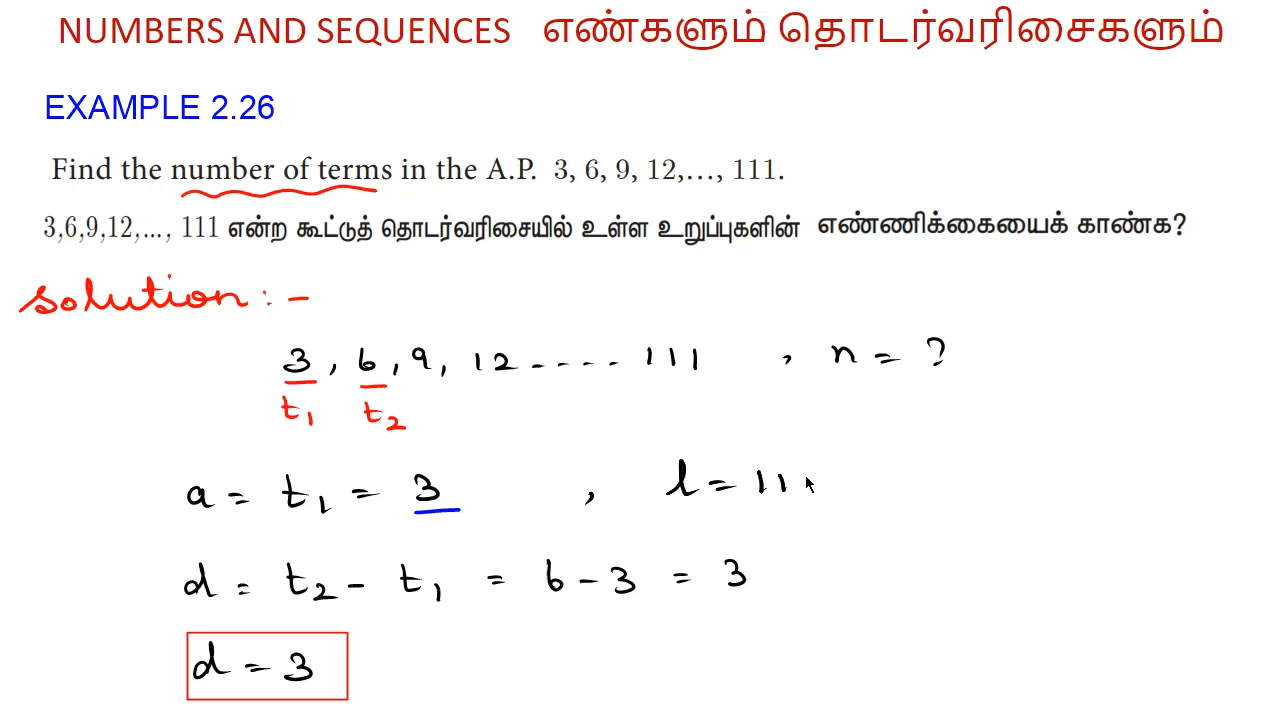 NUMBERS AND SEQUENCES எண்களும் தொடர்வரிசைகளும்
EXAMPLE 2.26
Find the number of terms in the A.P. 3, 6, 9, 12,…, 111.
3,6,9,12,…, 111 என்ற கூட்டுத் தொடர்வரிசையில் உள்ள உறுப்புகளின் எண்ணிக்கையைக் காண்க?
Solution :-
3 , 6 , 9 , 12 - - - - 111 , n = ?
t1 t2
a = t1 = 3 , l = 11
d = t2 - t1 = 6 - 3 = 3
d = 3